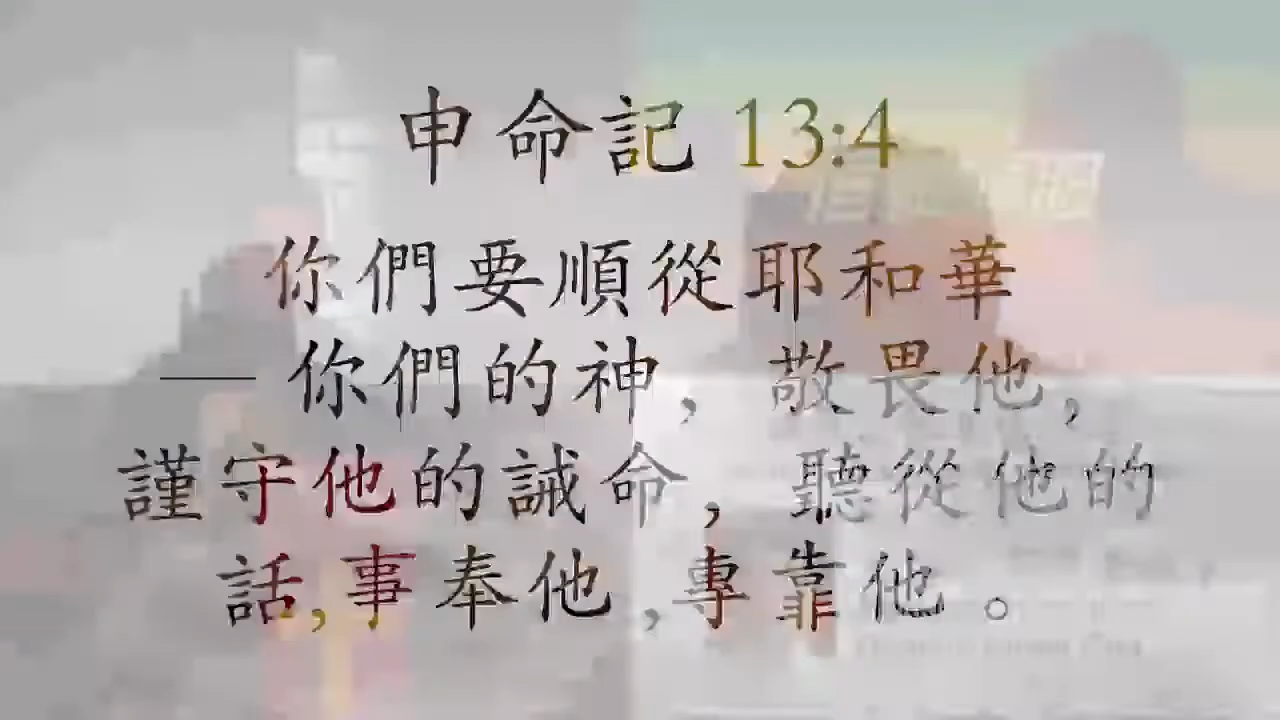 申命記 13:4
你們要順從耶和華
—你們的神，敬畏他，
謹守他的誡命，聽從他的
話,事奉他,專靠他。